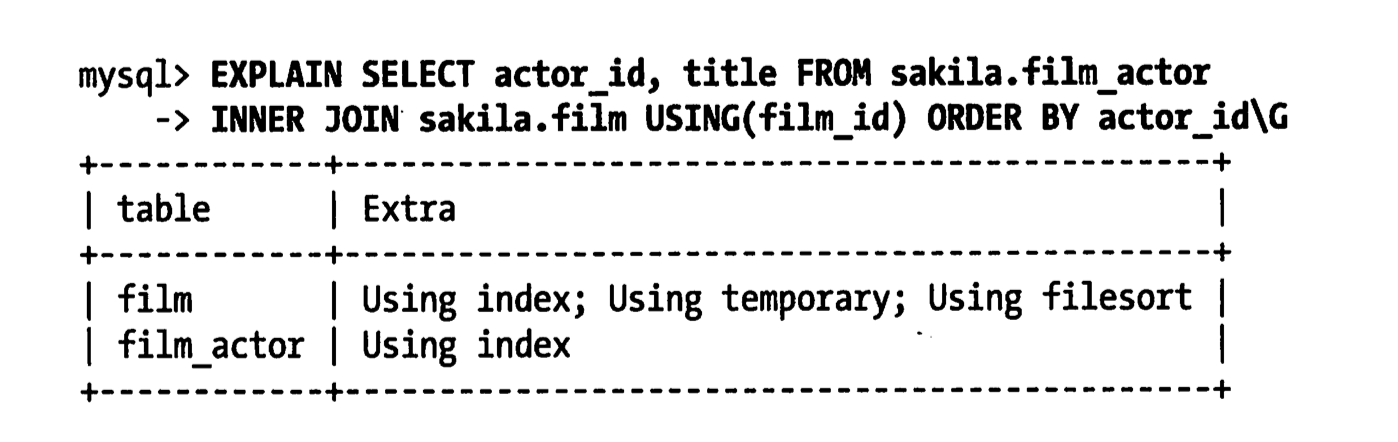 mysql> EXPLAIN SELECT actor_id, title FROM sakila.film_actor
    -> INNER JOIN sakila.film USING(film_id) ORDER BY actor_id\G
+------------+----------------------------------------------+
| table      | Extra                                        |
+------------+----------------------------------------------+
| film       | Using index; Using temporary; Using filesort |
| film_actor | Using index                                  |
+------------+----------------------------------------------+